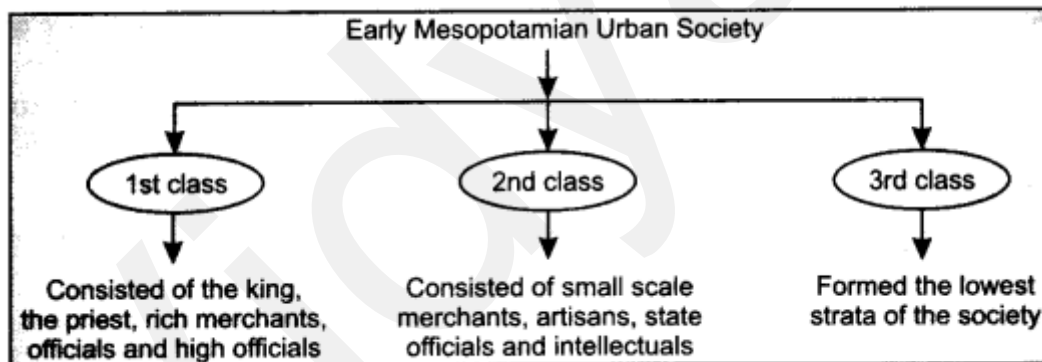 Early Mesopotamian Urban Society
1st class
2nd class
3rd class
Consisted of the king,
the priest, rich merchants,
officials and high officials
Consisted of small scale
merchants, artisans, state
officials and intellectuals
Formed the lowest
strata of the society